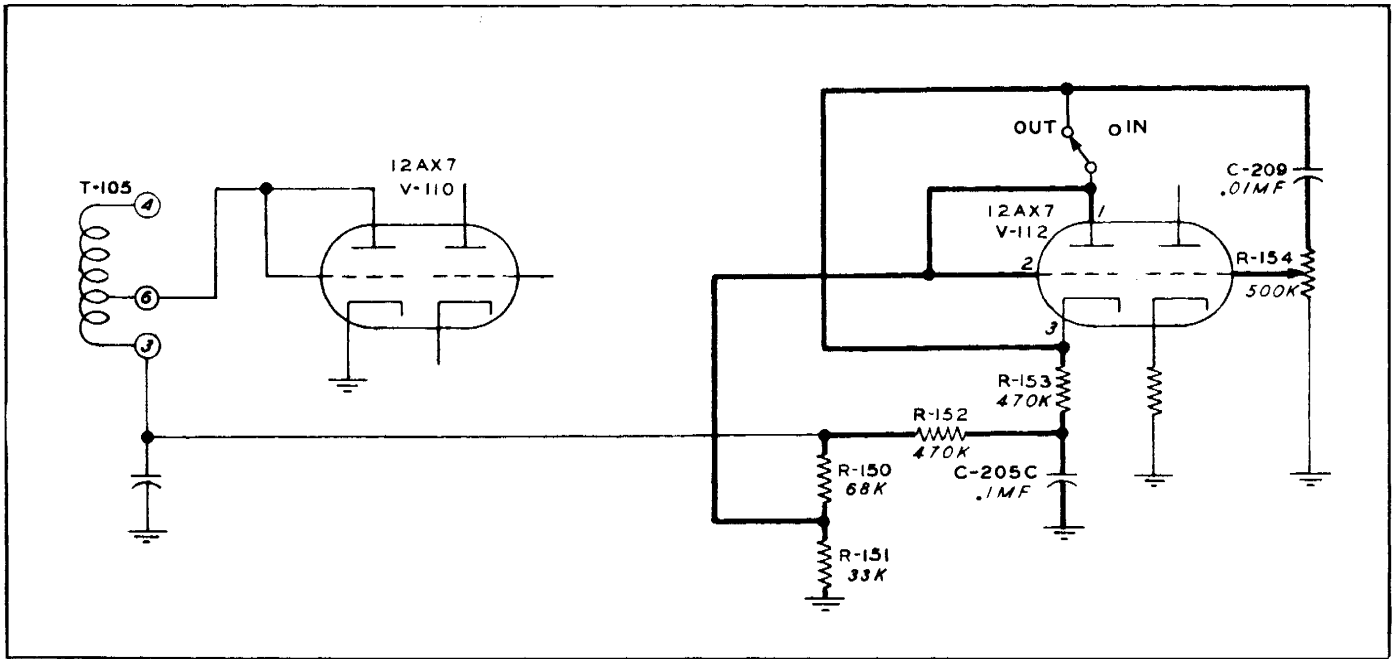 T-105
4
6
3
12AX7
V-110
OUT
IN
C-209
.01MF
12AX7
V-112
1
2
3
R-154
500K
R-153
470K
R-152
470K
R-150
68K
C-205C
.1MF
R-151
33K